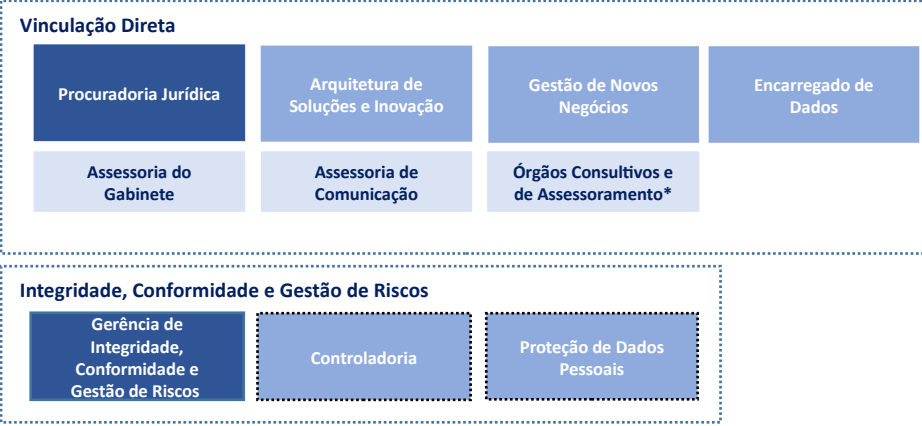 Vinculação Direta
Procuradoria Jurídica
Arquitetura de
Soluções e Inovação
Gestão de Novos
Negócios
Encarregado de
Dados
Assessoria do
Gabinete
Assessoria de
Comunicação
Órgãos Consultivos e
de Assessoramento*
Integridade, Conformidade e Gestão de Riscos
Gerência de
Integridade,
Conformidade e
Gestão de Riscos
Controladoria
Proteção de Dados
Pessoais